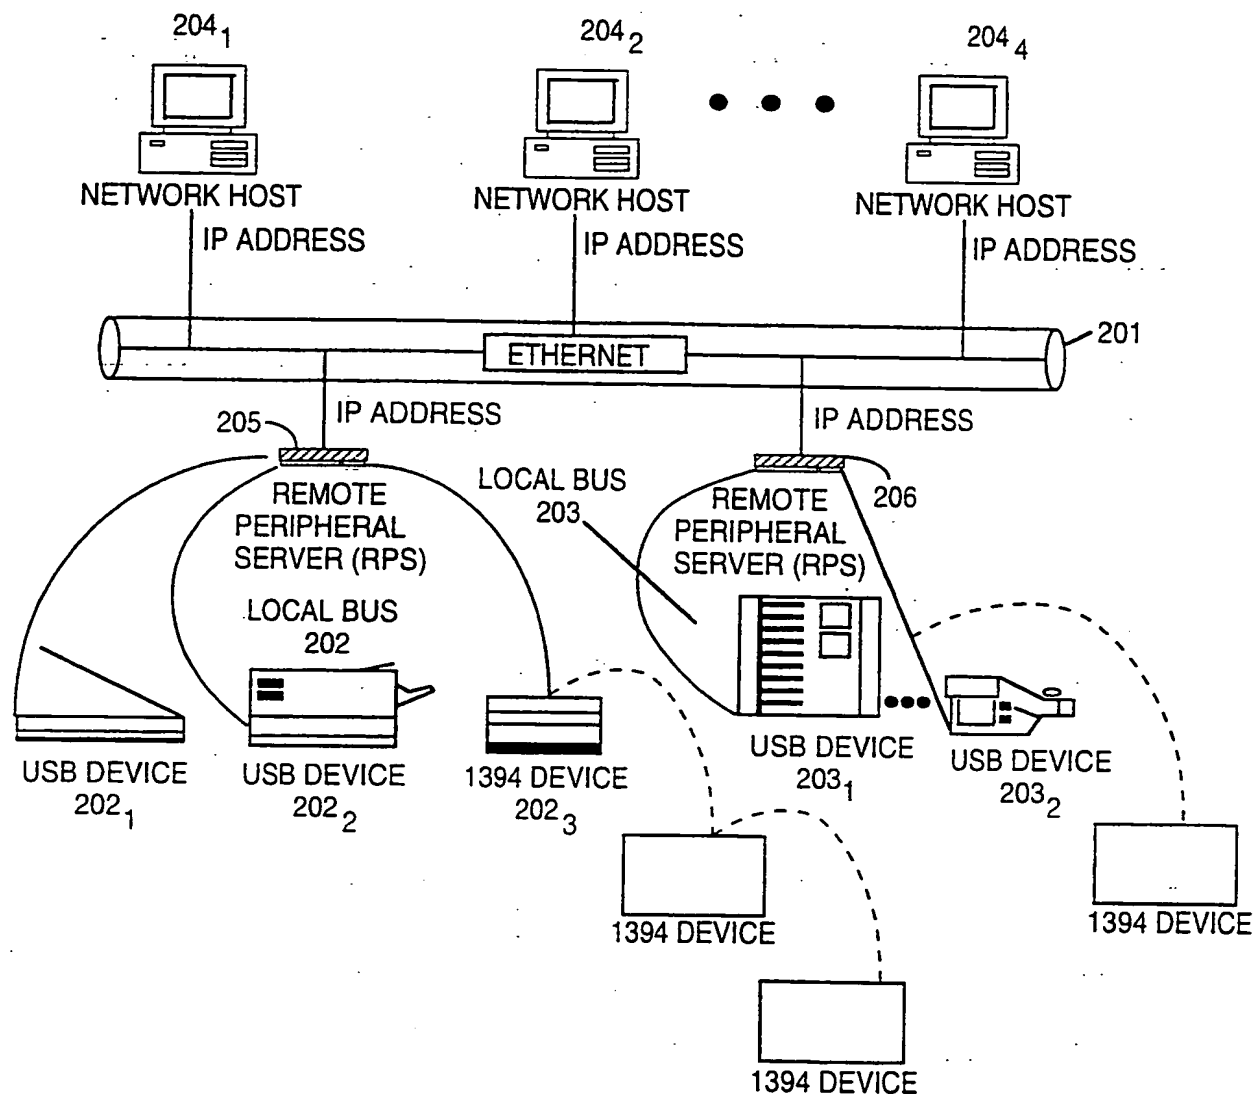 204 1
204 2
204 4
NETWORK HOST
NETWORK HOST
NETWORK HOST
IP ADDRESS
IP ADDRESS
IP ADDRESS
201
ETHERNET
IP ADDRESS
IP ADDRESS
205
206
REMOTE
PERIPHERAL
SERVER (RPS)
LOCAL BUS
203
REMOTE
PERIPHERAL
SERVER (RPS)
LOCAL BUS
202
USB DEVICE
202 1
USB DEVICE
202 2
1394 DEVICE
202 3
USB DEVICE
203 1
USB DEVICE
203 2
1394 DEVICE
1394 DEVICE
1394 DEVICE